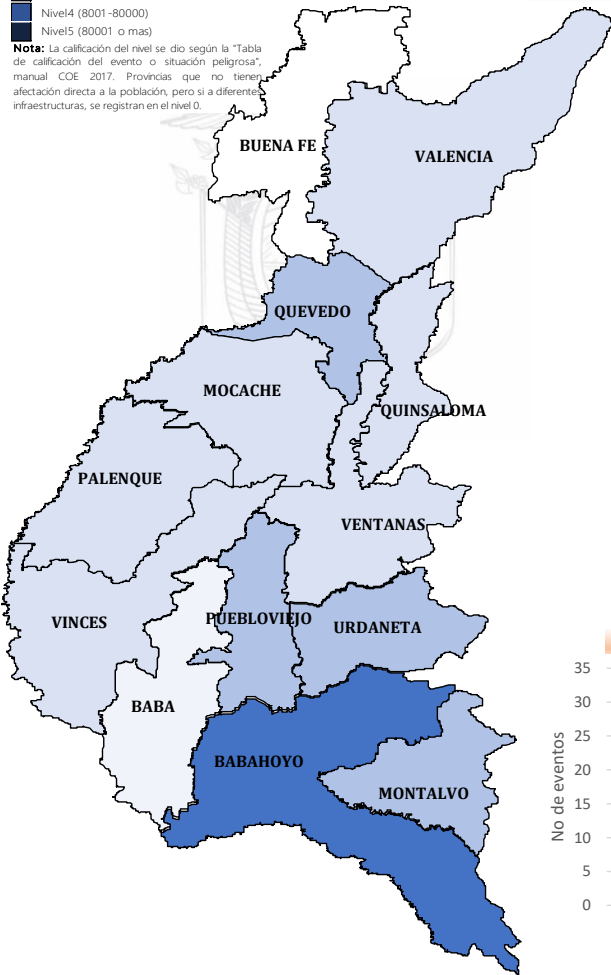 Nivel4 (8001-80000)
Nivel5 (80001 o mas)
Nota: La calificación del nivel se dio según la "Tabla
de calificación del evento o situación peligrosa",
manual COE 2017. Provincias que no tienen
afectación directa a la población, pero si a diferentes
infraestructuras, se registran en el nivel 0.
BUENA FE
VALENCIA
QUEVEDO
MOCACHE
QUINSALOMA
PALENQUE
VENTANAS
VINCES
PUEBLOVIEJO
URDANETA
BABA
BABAHOYO
MONTALVO
No de eventos
35
30
25
20
15
10
5
0